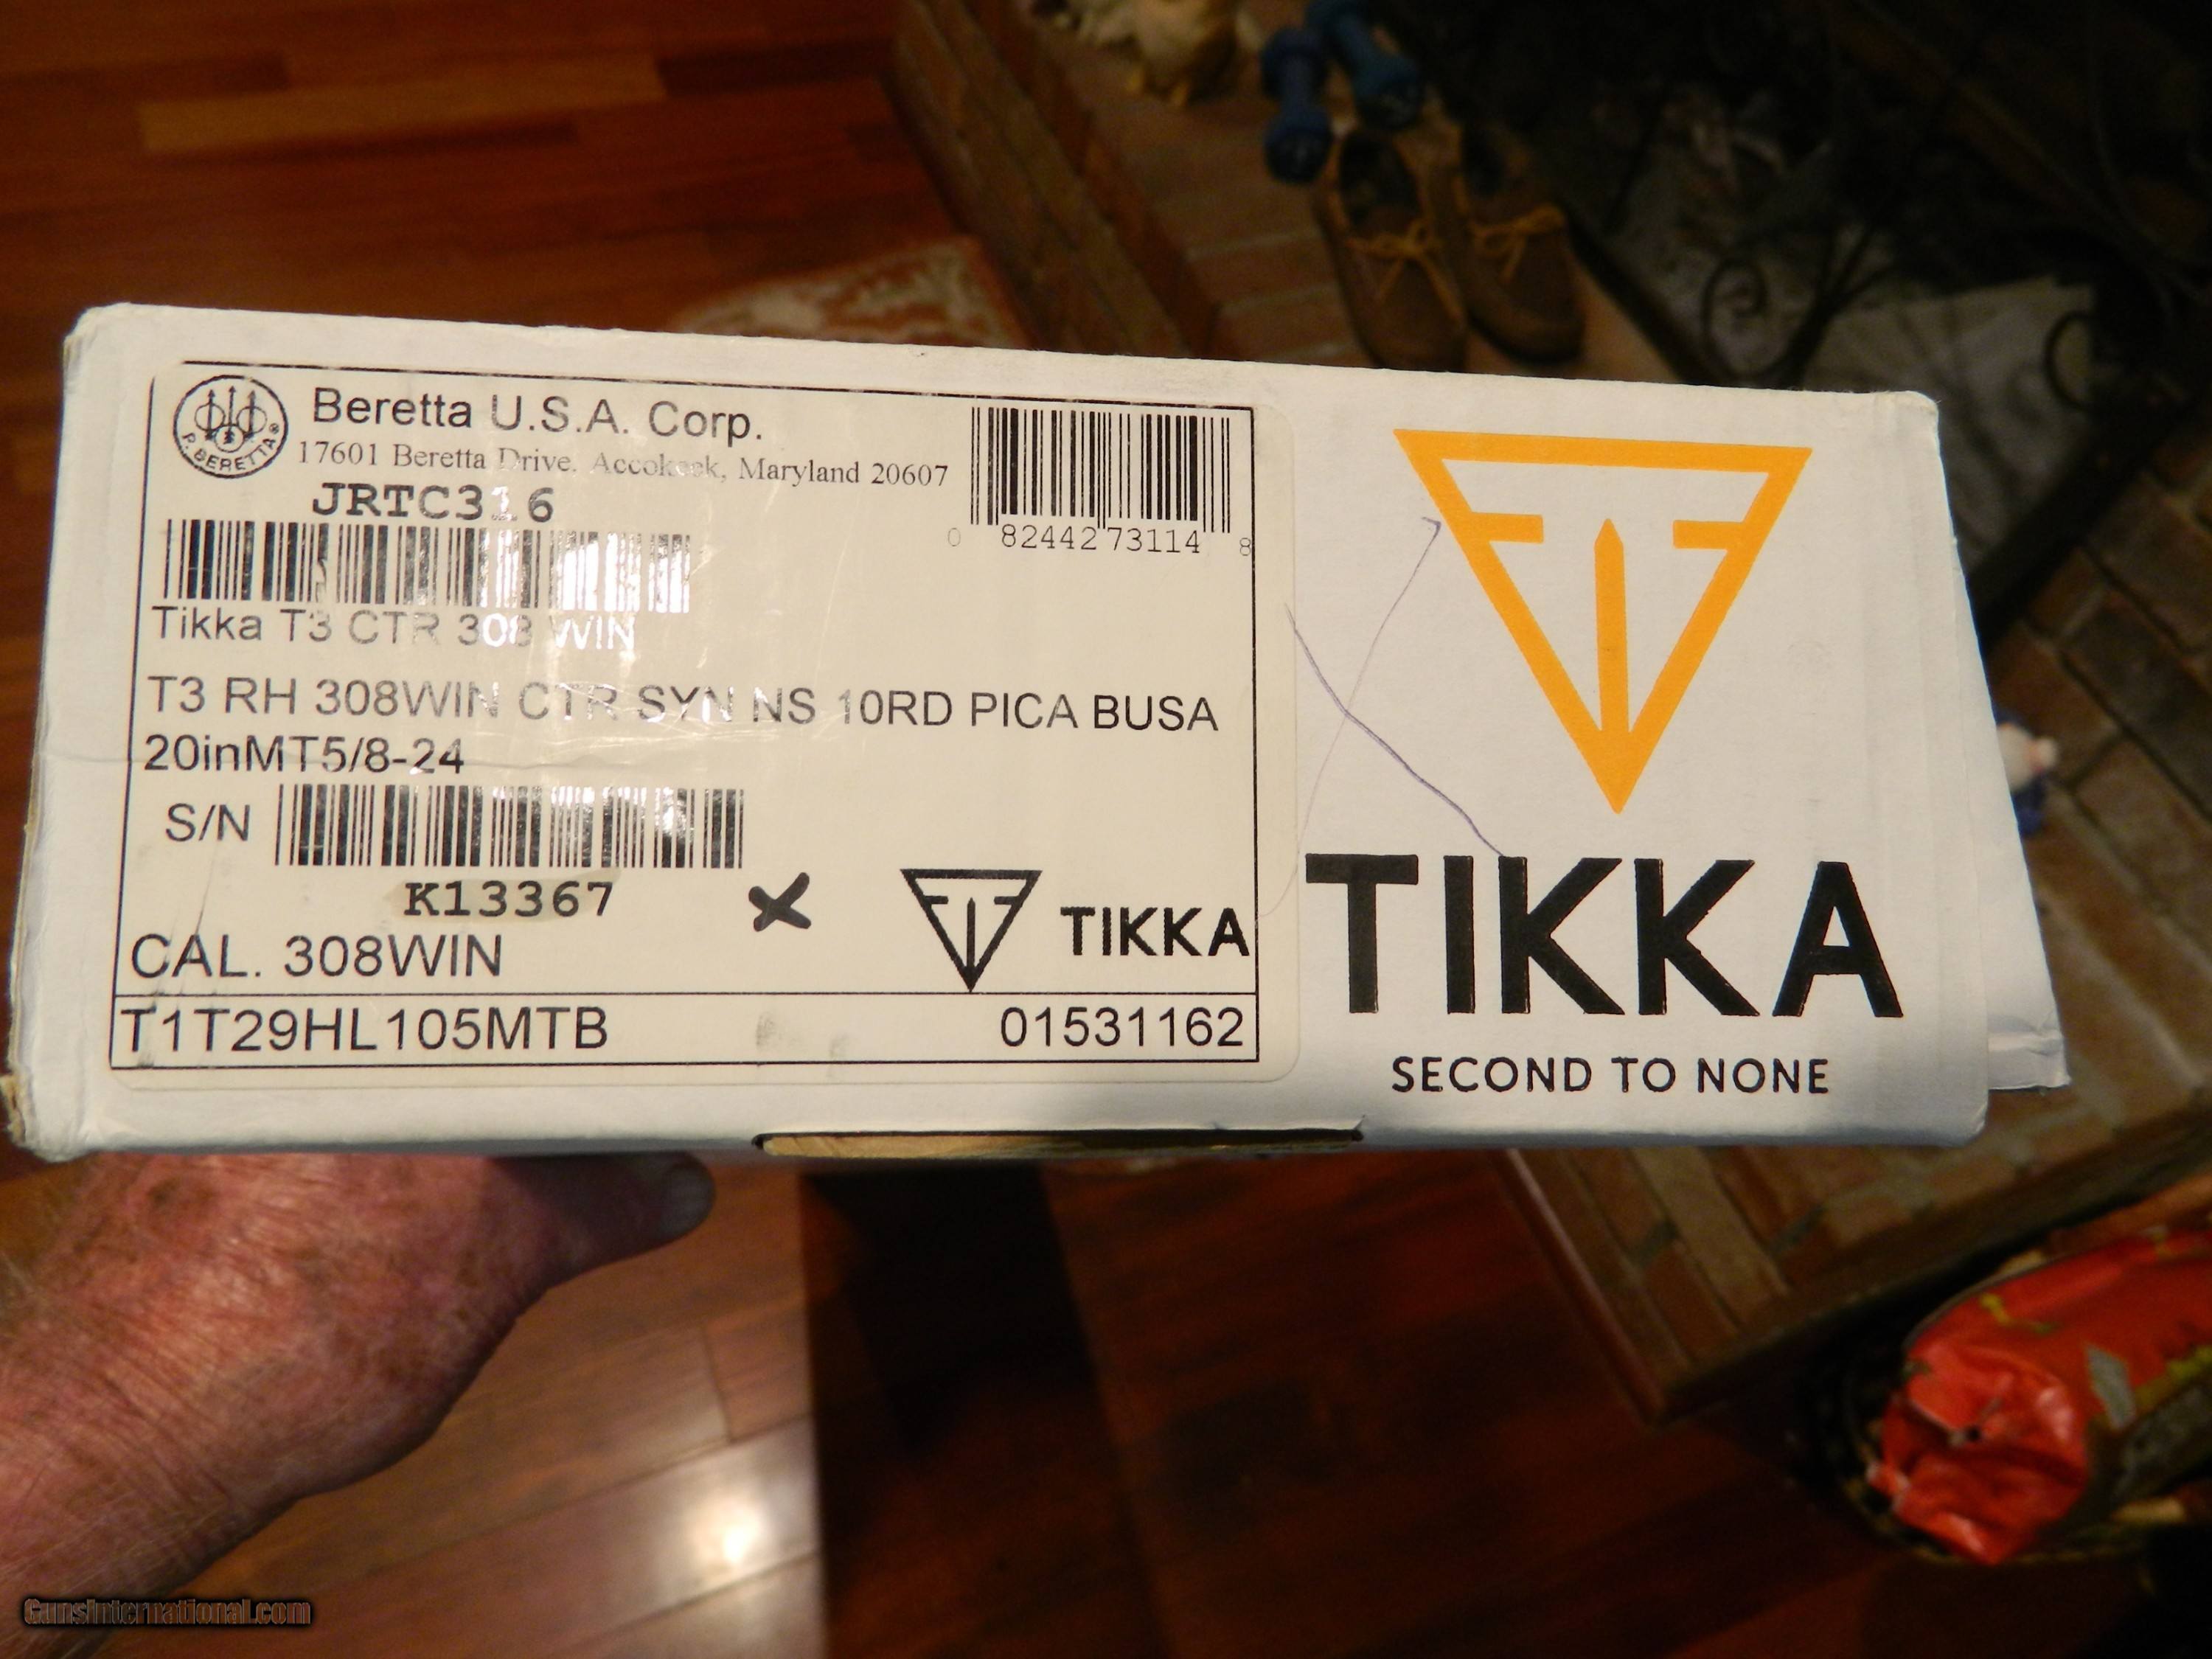 P. BERETTA®
Beretta U.S.A. Corp.
17601 Beretta Drive, Accokeek, Maryland 20607
JRTC316
0 82442 73114 8
Tikka T3 CTR 308 WIN
T3 RH 308WIN CTR SYN NS 10RD PICA BUSA
20inMT5/8-24
S/N
K13367
CAL. 308WIN
TIKKA
T1T29HL105MTB
01531162
TIKKA
SECOND TO NONE
GunsInternational.com